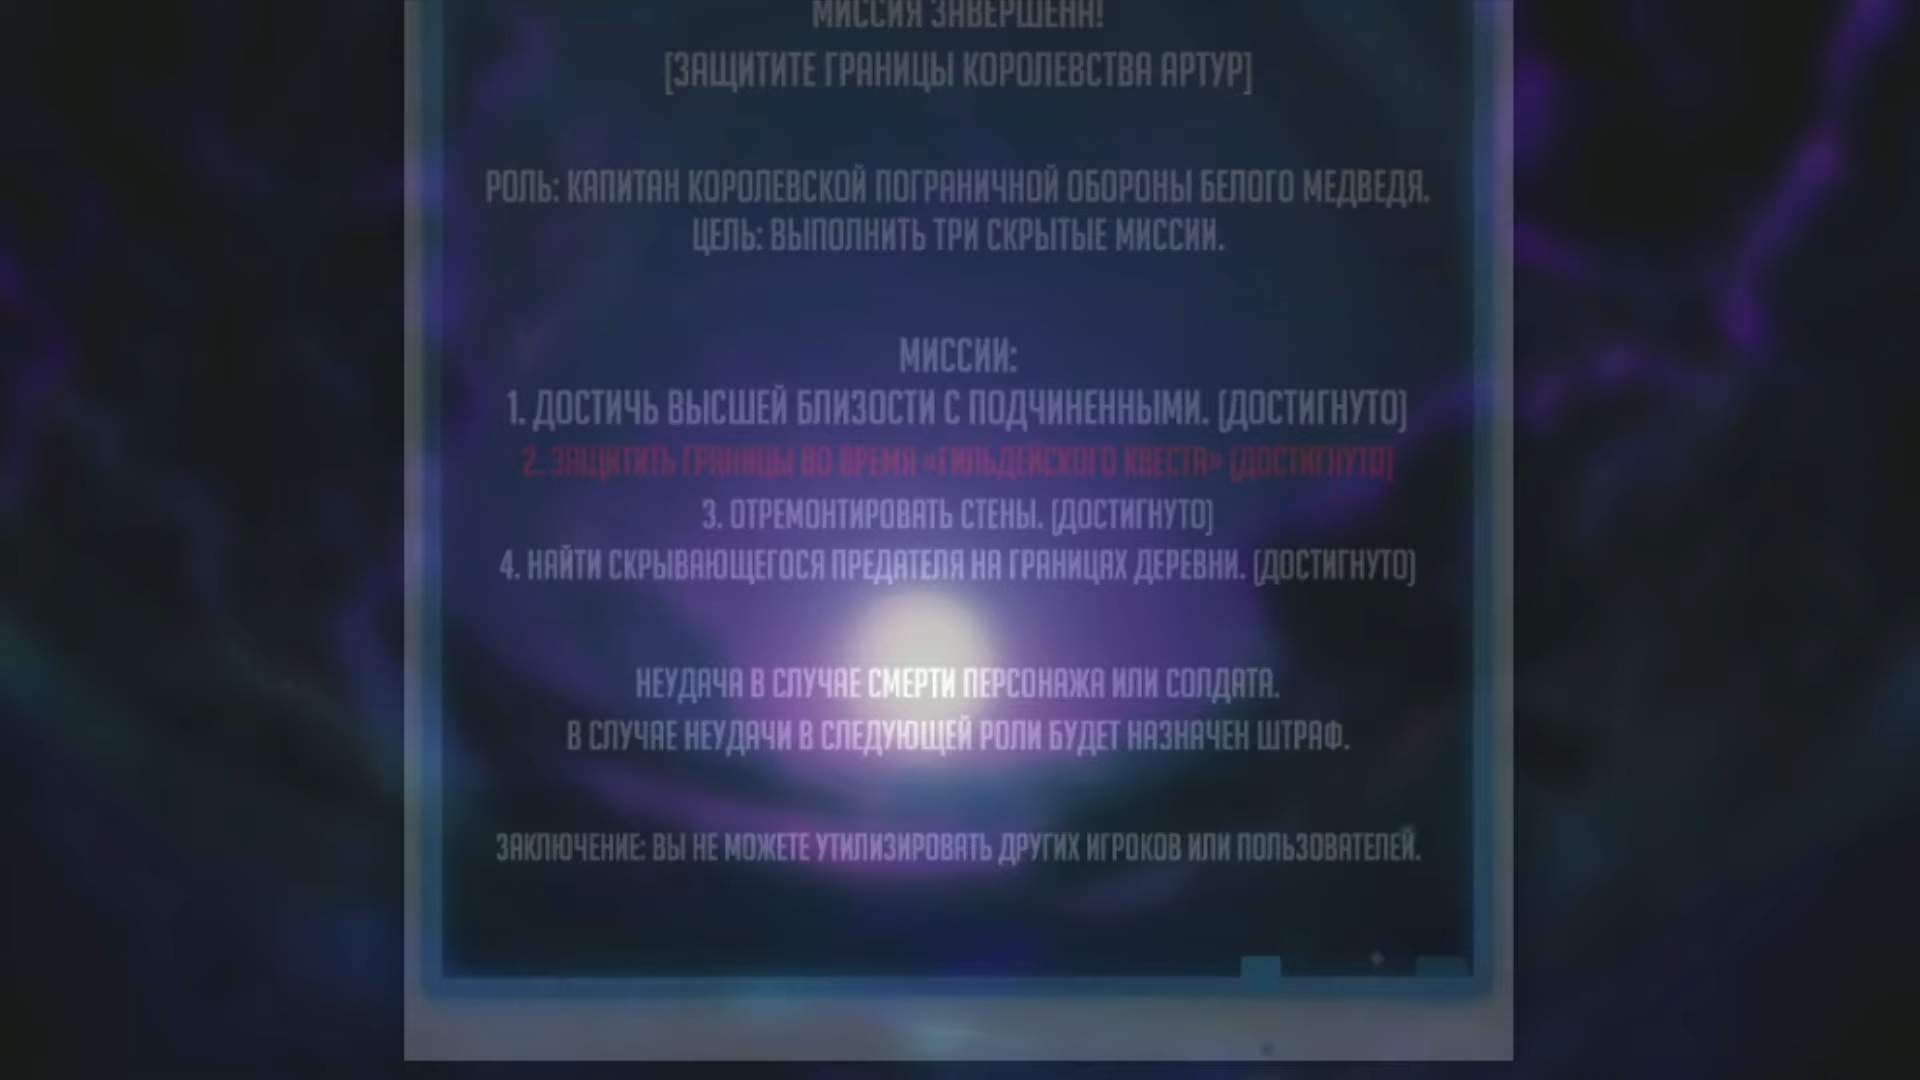 МИССИЯ ЗАВЕРШЕНА!
[ЗАЩИТИТЕ ГРАНИЦЫ КОРОЛЕВСТВА АРТУР]
РОЛЬ: КАПИТАН КОРОЛЕВСКОЙ ПОГРАНИЧНОЙ ОБОРОНЫ БЕЛОГО МЕДВЕДЯ.
ЦЕЛЬ: ВЫПОЛНИТЬ ТРИ СКРЫТЫЕ МИССИИ.
МИССИИ:
1. ДОСТИЧЬ ВЫСШЕЙ БЛИЗОСТИ С ПОДЧИНЕННЫМИ. (ДОСТИГНУТО)
2. ЗАЩИТИТЬ ГРАНИЦЫ ВО ВРЕМЯ «ГИЛЬДЕЙСКОГО КВЕСТА» (ДОСТИГНУТО)
3. ОТРЕМОНТИРОВАТЬ СТЕНЫ. (ДОСТИГНУТО)
4. НАЙТИ СКРЫВАЮЩЕГОСЯ ПРЕДАТЕЛЯ НА ГРАНИЦАХ ДЕРЕВНИ. (ДОСТИГНУТО)
НЕУДАЧА В СЛУЧАЕ СМЕРТИ ПЕРСОНАЖА ИЛИ СОЛДАТА.
В СЛУЧАЕ НЕУДАЧИ В СЛЕДУЮЩЕЙ РОЛИ БУДЕТ НАЗНАЧЕН ШТРАФ.
ЗАКЛЮЧЕНИЕ: ВЫ НЕ МОЖЕТЕ УТИЛИЗИРОВАТЬ ДРУГИХ ИГРОКОВ ИЛИ ПОЛЬЗОВАТЕЛЕЙ.